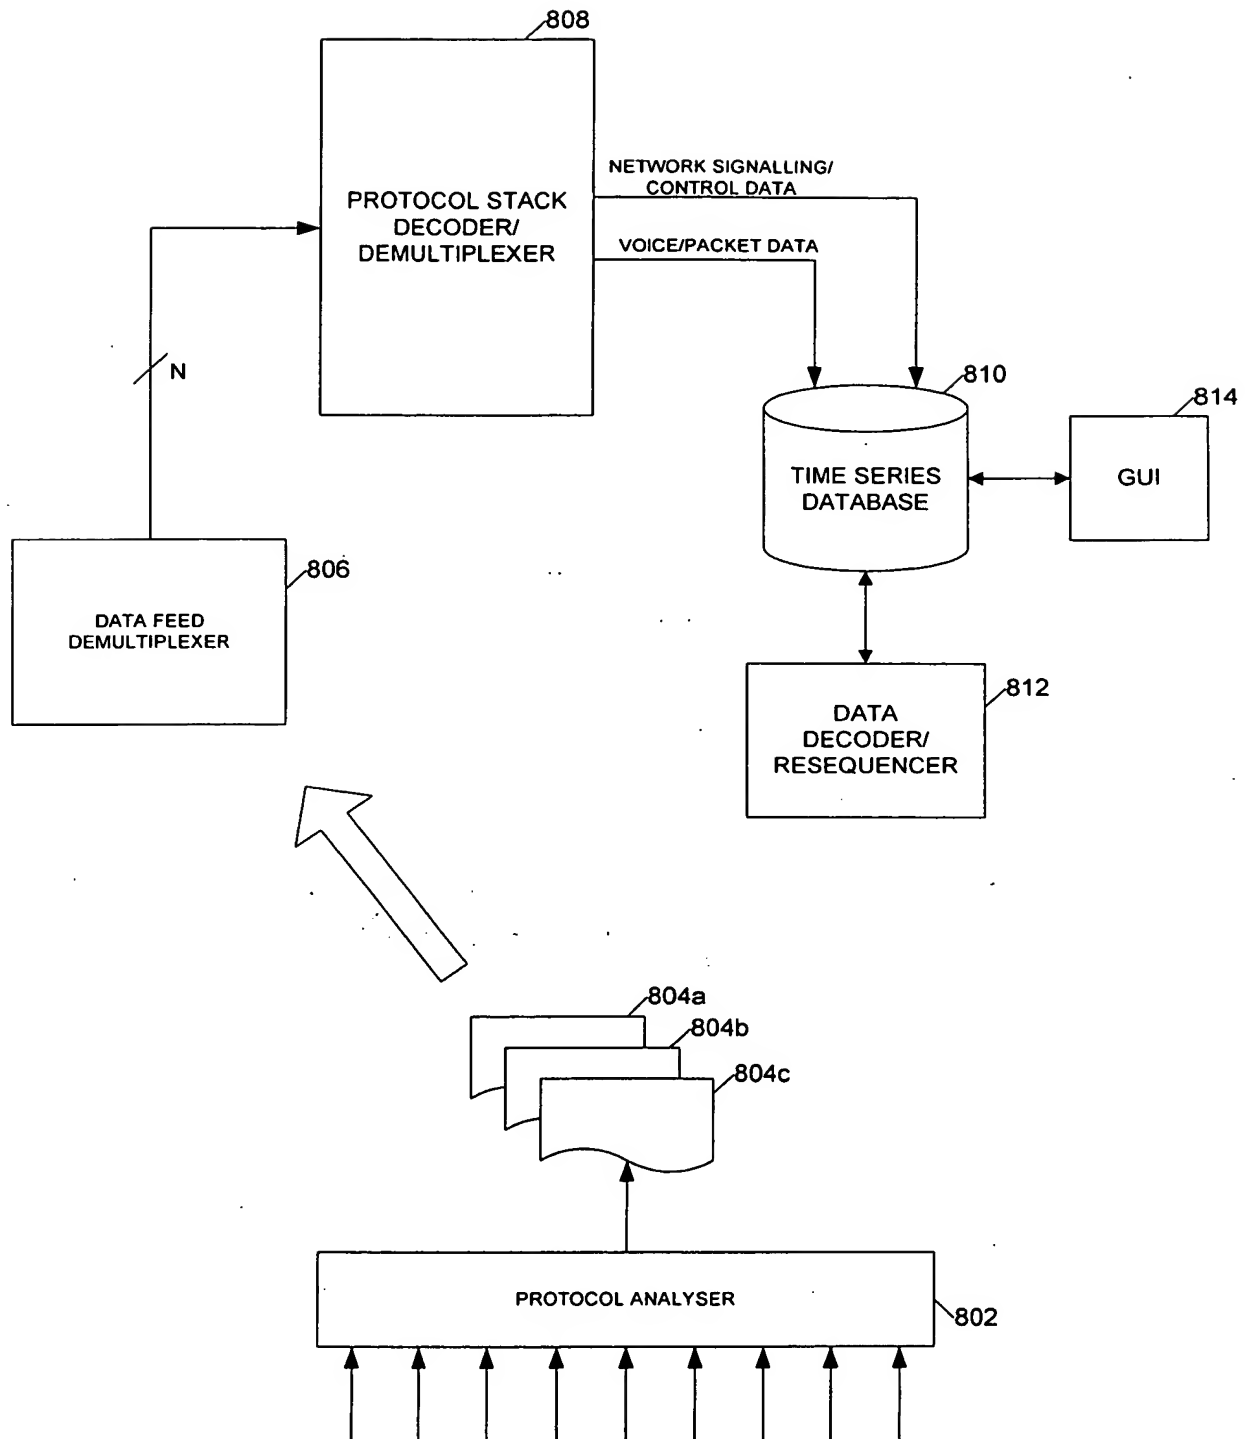 808
PROTOCOL STACK
DECODER/
DEMULTIPLEXER
NETWORK SIGNALLING/
CONTROL DATA
VOICE/PACKET DATA
N
810
814
TIME SERIES
DATABASE
GUI
806
DATA FEED
DEMULTIPLEXER
812
DATA
DECODER/
RESEQUENCER
804a
804b
804c
PROTOCOL ANALYSER
802